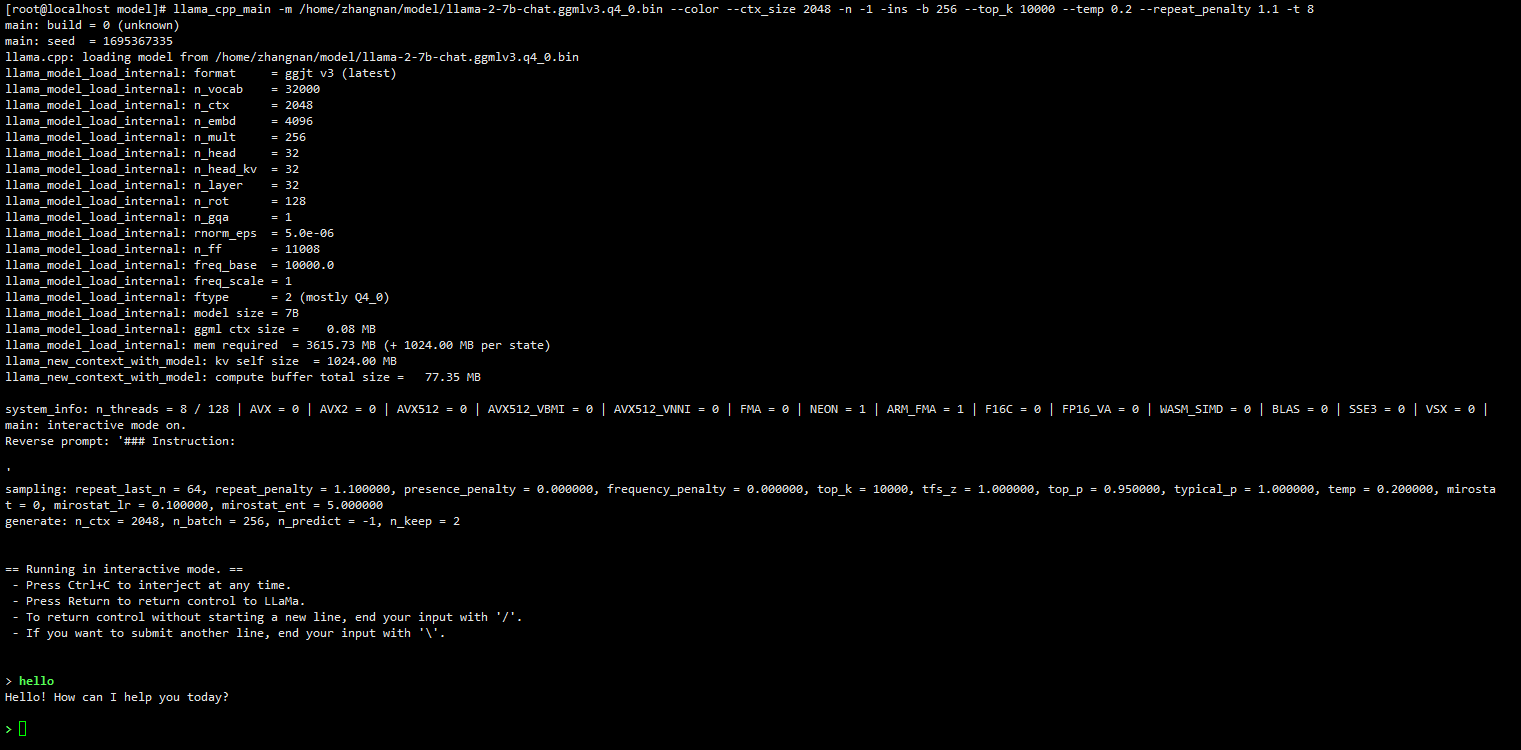 [root@localhost model]# llama_cpp_main -m /home/zhangnan/model/llama-2-7b-chat.ggmlv3.q4_0.bin --color --ctx_size 2048 -n -1 -ins -b 256 --top_k 10000 --temp 0.2 --repeat_penalty 1.1 -t 8
main: build = 0 (unknown)
main: seed  = 1695367335
llama.cpp: loading model from /home/zhangnan/model/llama-2-7b-chat.ggmlv3.q4_0.bin
llama_model_load_internal: format     = ggjt v3 (latest)
llama_model_load_internal: n_vocab    = 32000
llama_model_load_internal: n_ctx      = 2048
llama_model_load_internal: n_embd     = 4096
llama_model_load_internal: n_mult     = 256
llama_model_load_internal: n_head     = 32
llama_model_load_internal: n_head_kv  = 32
llama_model_load_internal: n_layer    = 32
llama_model_load_internal: n_rot      = 128
llama_model_load_internal: n_gqa      = 1
llama_model_load_internal: rnorm_eps  = 5.0e-06
llama_model_load_internal: n_ff       = 11008
llama_model_load_internal: freq_base  = 10000.0
llama_model_load_internal: freq_scale = 1
llama_model_load_internal: ftype      = 2 (mostly Q4_0)
llama_model_load_internal: model size = 7B
llama_model_load_internal: ggml ctx size =    0.08 MB
llama_model_load_internal: mem required  = 3615.73 MB (+ 1024.00 MB per state)
llama_new_context_with_model: kv self size  = 1024.00 MB
llama_new_context_with_model: compute buffer total size =   77.35 MB
system_info: n_threads = 8 / 128 | AVX = 0 | AVX2 = 0 | AVX512 = 0 | AVX512_VBMI = 0 | AVX512_VNNI = 0 | FMA = 0 | NEON = 1 | ARM_FMA = 1 | F16C = 0 | FP16_VA = 0 | WASM_SIMD = 0 | BLAS = 0 | SSE3 = 0 | VSX = 0 |
main: interactive mode on.
Reverse prompt: '### Instruction:
'
sampling: repeat_last_n = 64, repeat_penalty = 1.100000, presence_penalty = 0.000000, frequency_penalty = 0.000000, top_k = 10000, tfs_z = 1.000000, top_p = 0.950000, typical_p = 1.000000, temp = 0.200000, mirosta
t = 0, mirostat_lr = 0.100000, mirostat_ent = 5.000000
generate: n_ctx = 2048, n_batch = 256, n_predict = -1, n_keep = 2
== Running in interactive mode. ==
 - Press Ctrl+C to interject at any time.
 - Press Return to return control to LLaMa.
 - To return control without starting a new line, end your input with '/'.
 - If you want to submit another line, end your input with '\'.
> hello
Hello! How can I help you today?
>